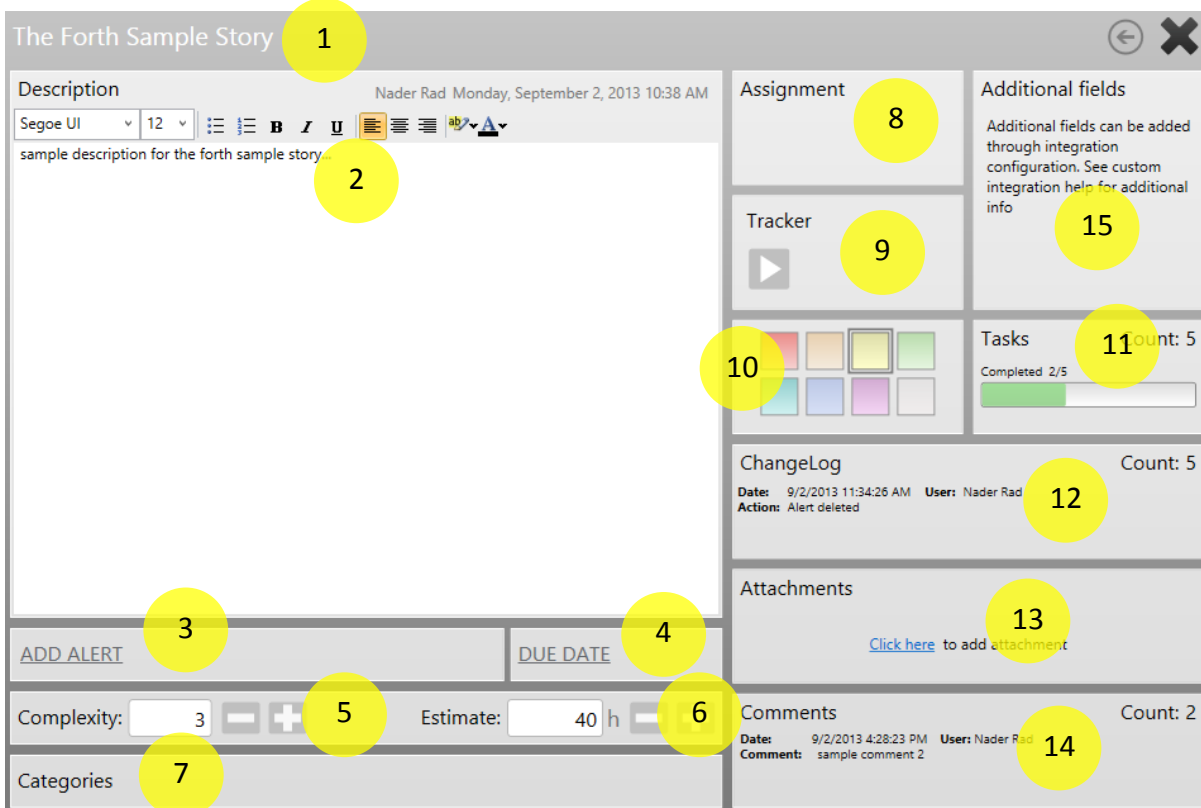 The Forth Sample Story
1
Description
Nader Rad Monday, September 2, 2013 10:38 AM
Segoe UI
12
B I U
ab
A
sample description for the forth sample story...
2
3
ADD ALERT
4
DUE DATE
Complexity: 3
5
Estimate: 40 h
6
Categories
7
Assignment
8
Tracker
9
10
Additional fields
Additional fields can be added
through integration
configuration. See custom
integration help for additional
info
15
Tasks
11
Count: 5
Completed 2/5
ChangeLog
Count: 5
Date: 9/2/2013 11:34:26 AM User: Nader Rad
Action: Alert deleted
12
Attachments
13
Click here to add attachment
Comments
Count: 2
Date: 9/2/2013 4:28:23 PM User: Nader Rad
Comment: sample comment 2
14